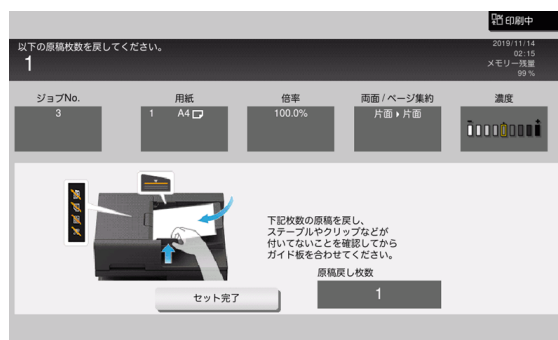 印刷中
以下の原稿枚数を戻してください。
1
2019/11/14
02:15
メモリー残量
99 %
ジョブNo.
用紙
倍率
両面 / ページ集約
濃度
3
1 A4
100.0%
片面 ▸ 片面
下記枚数の原稿を戻し、
ステープルやクリップなどが
付いてないことを確認してから
ガイド板を合わせてください。
原稿戻し枚数
1
セット完了